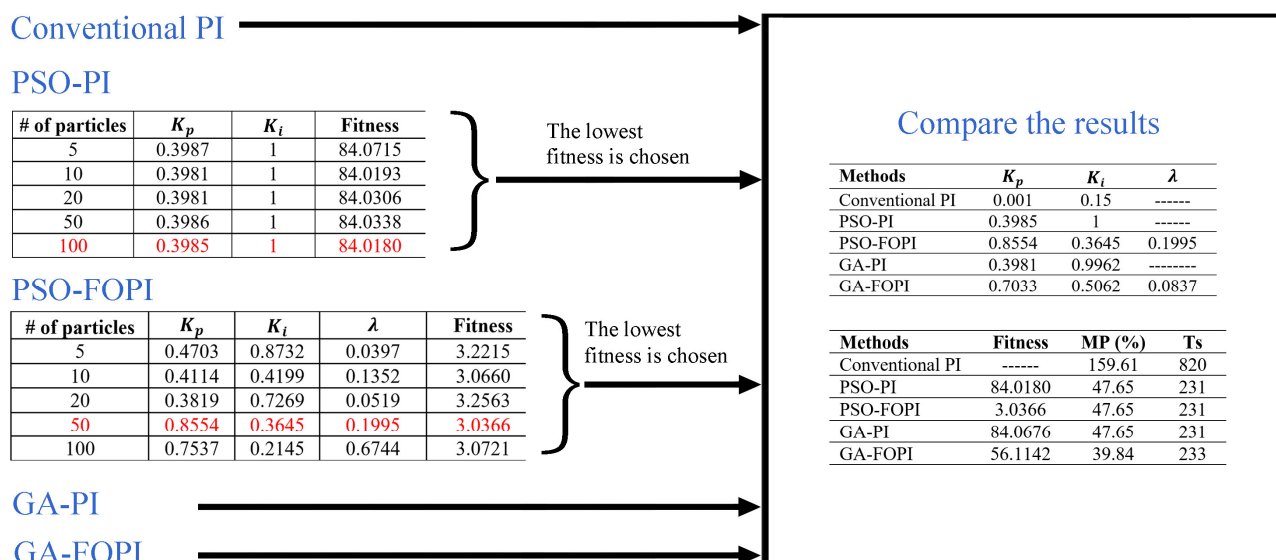 Conventional PI
PSO-PI
# of particles K_p K_i Fitness
5 0.3987 1 84.0715
10 0.3981 1 84.0193
20 0.3981 1 84.0306
50 0.3986 1 84.0338
100 0.3985 1 84.0180
The lowest
fitness is chosen
PSO-FOPI
# of particles K_p K_i λ Fitness
5 0.4703 0.8732 0.0397 3.2215
10 0.4114 0.4199 0.1352 3.0660
20 0.3819 0.7269 0.0519 3.2563
50 0.8554 0.3645 0.1995 3.0366
100 0.7537 0.2145 0.6744 3.0721
The lowest
fitness is chosen
GA-PI
GA-FOPI
Compare the results
Methods K_p K_i λ
Conventional PI 0.001 0.15 ------
PSO-PI 0.3985 1 ------
PSO-FOPI 0.8554 0.3645 0.1995
GA-PI 0.3981 0.9962 --------
GA-FOPI 0.7033 0.5062 0.0837
Methods Fitness MP (%) Ts
Conventional PI ------ 159.61 820
PSO-PI 84.0180 47.65 231
PSO-FOPI 3.0366 47.65 231
GA-PI 84.0676 47.65 231
GA-FOPI 56.1142 39.84 233